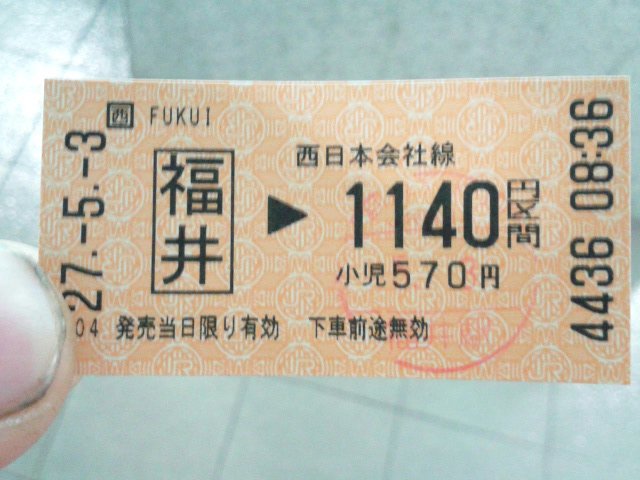 西 FUKUI
西日本会社線
福井 ▶ 1140円区間
小児570円
04 発売当日限り有効 下車前途無効
27.-5.-3
4436 08:36